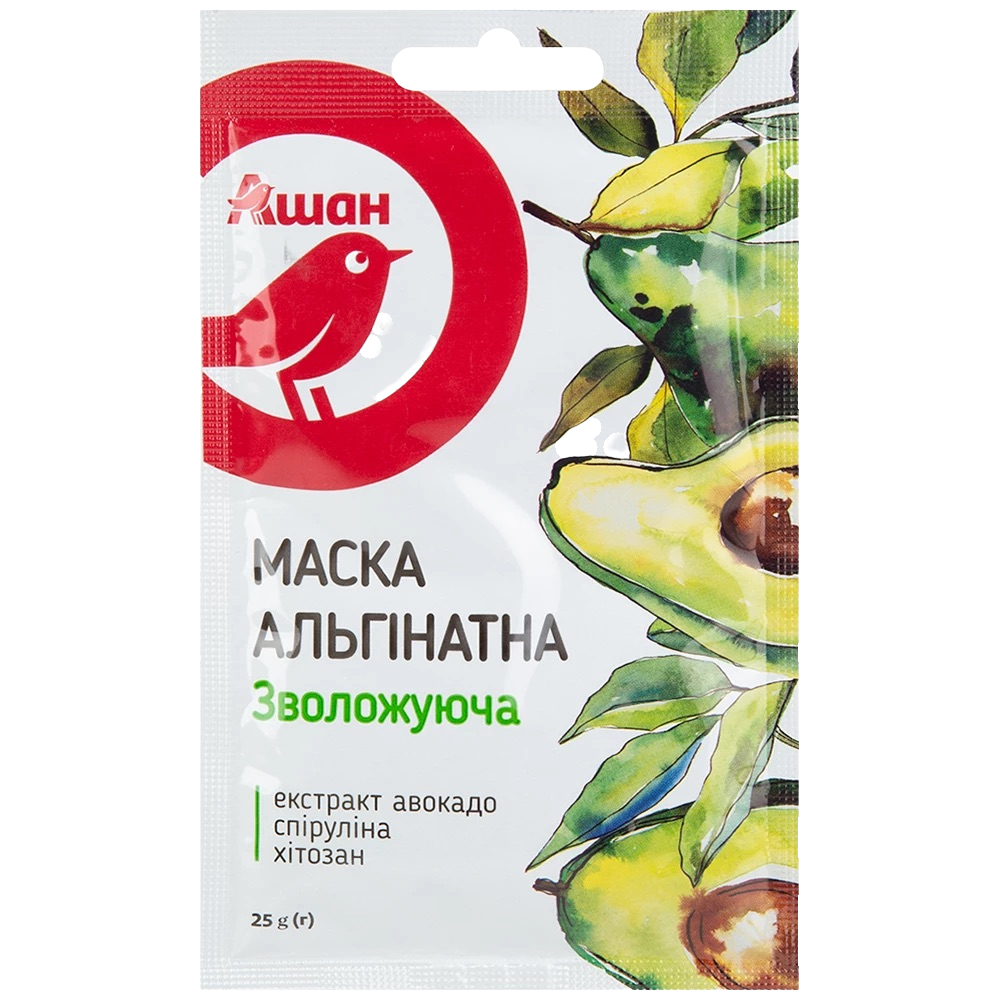 Ашан
МАСКА
АЛЬГІНАТНА
Зволожуюча
екстракт авокадо
спіруліна
хітозан
25 g (г)